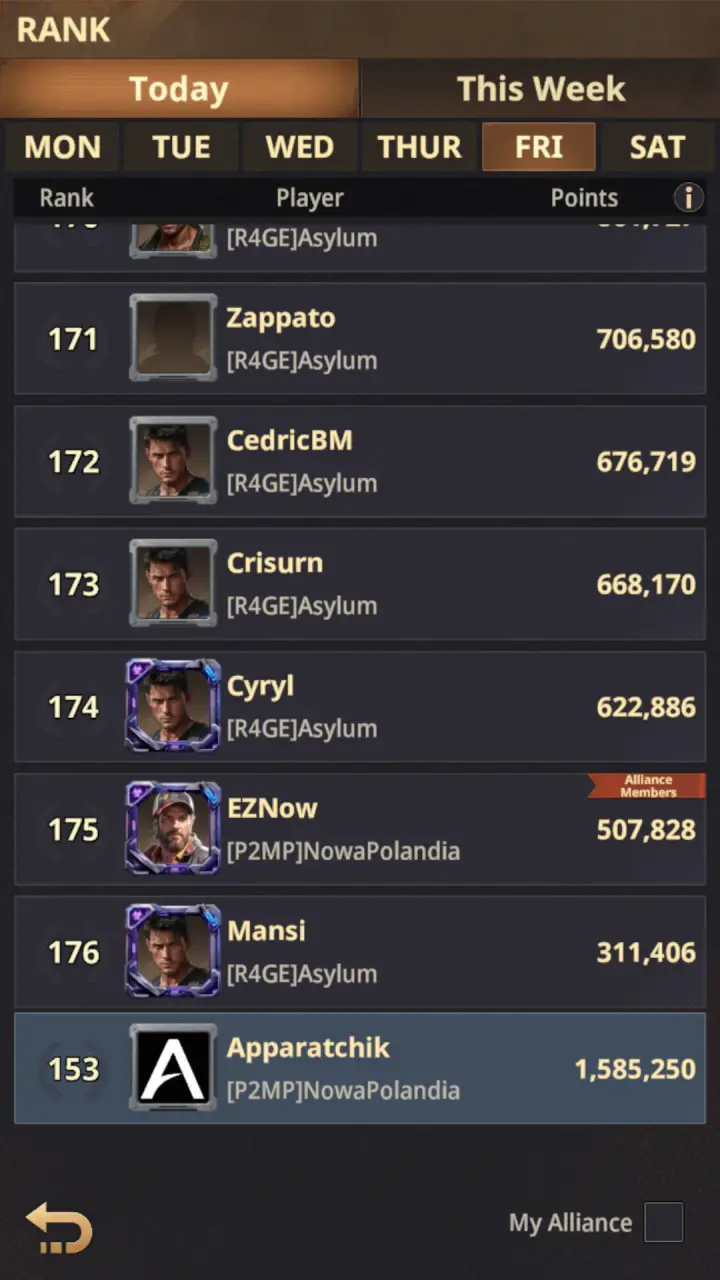 RANK
Today
This Week
MON
TUE
WED
THUR
FRI
SAT
Rank
Player
Points
[R4GE]Asylum
171
Zappato
[R4GE]Asylum
706,580
172
CedricBM
[R4GE]Asylum
676,719
173
Crisurn
[R4GE]Asylum
668,170
174
Cyryl
[R4GE]Asylum
622,886
Alliance
Members
175
EZNow
[P2MP]NowaPolandia
507,828
176
Mansi
[R4GE]Asylum
311,406
153
Apparatchik
[P2MP]NowaPolandia
1,585,250
My Alliance